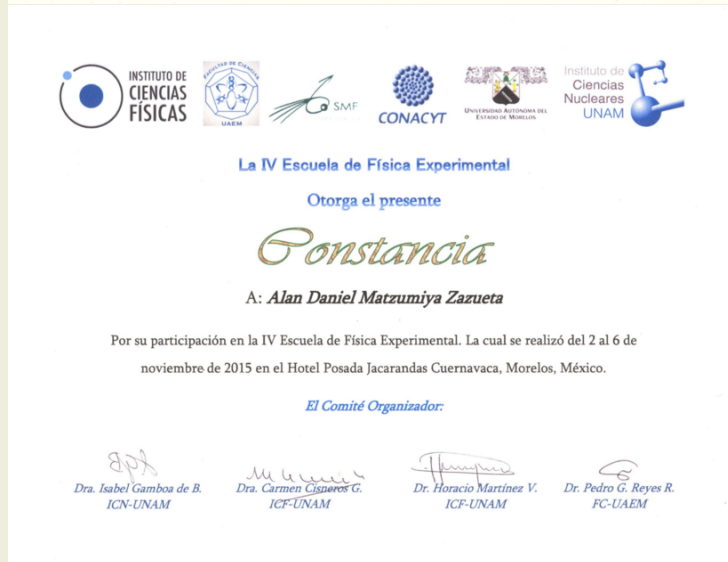 INSTITUTO DE
CIENCIAS
FÍSICAS
FACULTAD DE CIENCIAS
UAEM
SMF
CONACYT
UNIVERSIDAD AUTÓNOMA DEL
ESTADO DE MORELOS
Instituto de
Ciencias
Nucleares
UNAM
La IV Escuela de Física Experimental
Otorga el presente
Constancia
A: Alan Daniel Matzumiya Zazueta
Por su participación en la IV Escuela de Física Experimental. La cual se realizó del 2 al 6 de
noviembre de 2015 en el Hotel Posada Jacarandas Cuernavaca, Morelos, México.
El Comité Organizador:
Dra. Isabel Gamboa de B.
ICN-UNAM
Dra. Carmen Cisneros G.
ICF-UNAM
Dr. Horacio Martínez V.
ICF-UNAM
Dr. Pedro G. Reyes R.
FC-UAEM